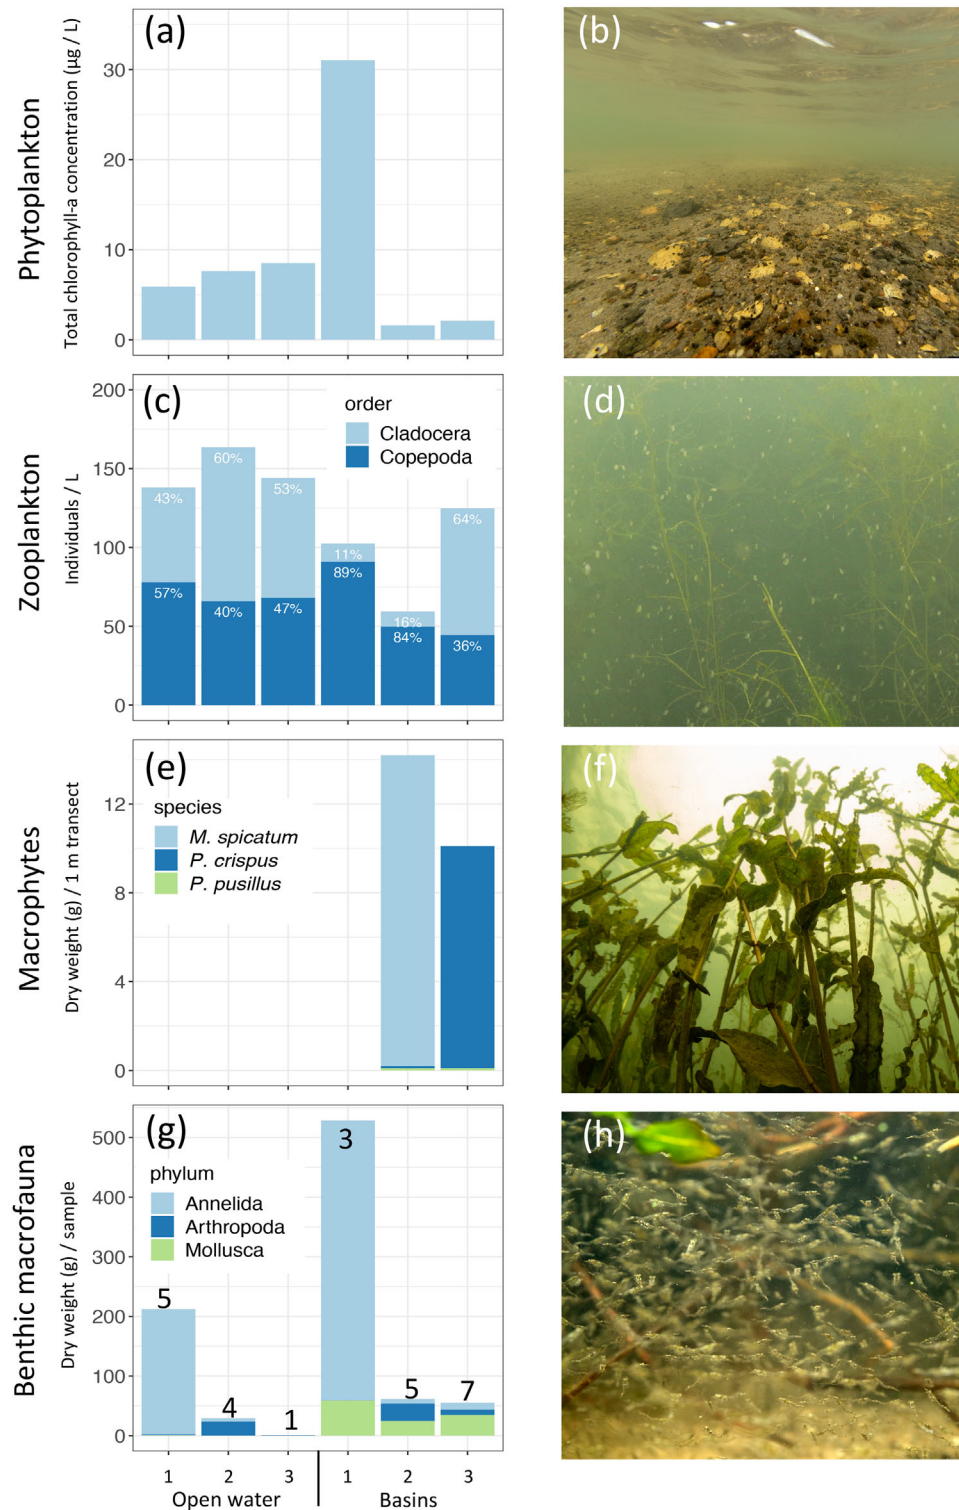 Phytoplankton
Total chlorophyll-a concentration (µg / L)
(a)
30
20
10
0
(b)
Zooplankton
Individuals / L
(c)
200
150
100
50
0
order
Cladocera
Copepoda
43%
60%
53%
11%
16%
64%
57%
40%
47%
89%
84%
36%
(d)
Macrophytes
Dry weight (g) / 1 m transect
(e)
12
8
4
0
species
M. spicatum
P. crispus
P. pusillus
(f)
Benthic macrofauna
Dry weight (g) / sample
(g)
500
400
300
200
100
0
phylum
Annelida
Arthropoda
Mollusca
5
4
1
3
5
7
(h)
1 2 3 1 2 3
Open water Basins